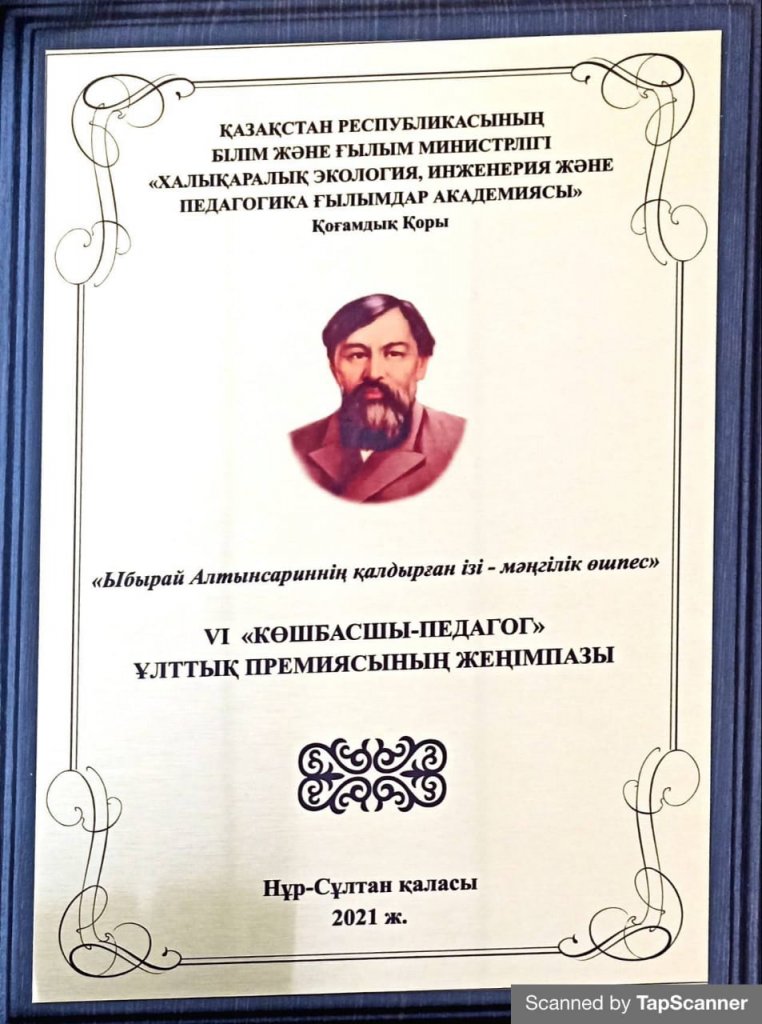 ҚАЗАҚСТАН РЕСПУБЛИКАСЫНЫҢ
БІЛІМ ЖӘНЕ ҒЫЛЫМ МИНИСТРЛІГІ
«ХАЛЫҚАРАЛЫҚ ЭКОЛОГИЯ, ИНЖЕНЕРИЯ ЖӘНЕ
ПЕДАГОГИКА ҒЫЛЫМДАР АКАДЕМИЯСЫ»
Қоғамдық Қоры
«Ыбырай Алтынсариннің қалдырған ізі - мәңгілік өшпес»
VI «КӨШБАСШЫ-ПЕДАГОГ»
ҰЛТТЫҚ ПРЕМИЯСЫНЫҢ ЖЕҢІМПАЗЫ
Нұр-Сұлтан қаласы
2021 ж.
Scanned by TapScanner